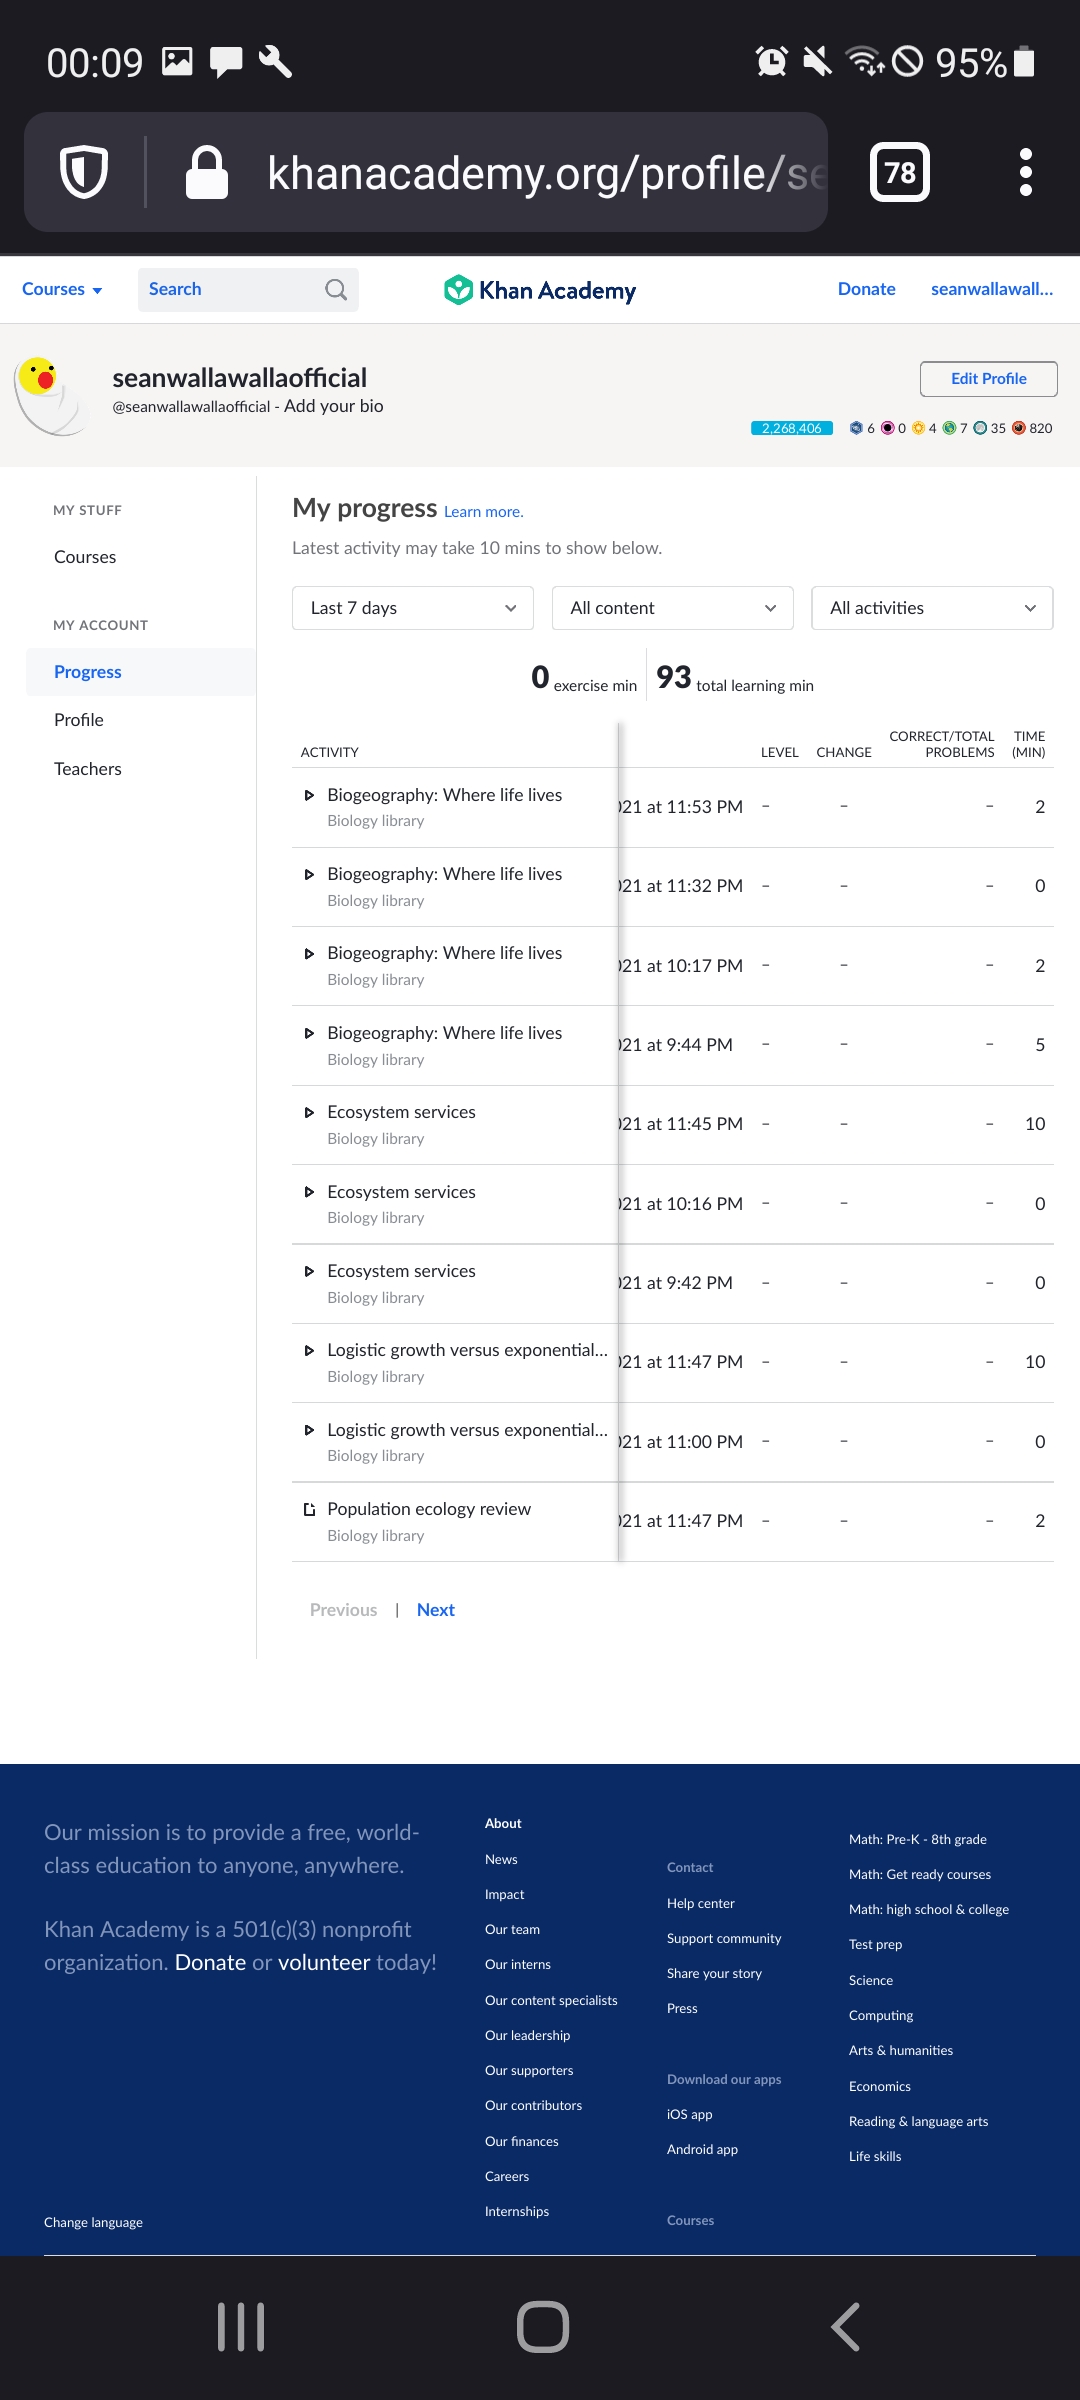 00:09
95%
khanacademy.org/profile/se
78
Courses
Search
Khan Academy
Donate
seanwallawall...
seanwallawallaofficial
@seanwallawallaofficial - Add your bio
Edit Profile
2,268,406 6 0 4 7 35 820
MY STUFF
Courses
MY ACCOUNT
Progress
Profile
Teachers
My progress Learn more.
Latest activity may take 10 mins to show below.
Last 7 days
All content
All activities
0 exercise min
93 total learning min
ACTIVITY LEVEL CHANGE CORRECT/TOTAL PROBLEMS TIME (MIN)
Biogeography: Where life lives
Biology library
021 at 11:53 PM – – – 2
Biogeography: Where life lives
Biology library
021 at 11:32 PM – – – 0
Biogeography: Where life lives
Biology library
021 at 10:17 PM – – – 2
Biogeography: Where life lives
Biology library
021 at 9:44 PM – – – 5
Ecosystem services
Biology library
021 at 11:45 PM – – – 10
Ecosystem services
Biology library
021 at 10:16 PM – – – 0
Ecosystem services
Biology library
021 at 9:42 PM – – – 0
Logistic growth versus exponential...
Biology library
021 at 11:47 PM – – – 10
Logistic growth versus exponential...
Biology library
021 at 11:00 PM – – – 0
Population ecology review
Biology library
021 at 11:47 PM – – – 2
Previous | Next
Our mission is to provide a free, world-
class education to anyone, anywhere.
Khan Academy is a 501(c)(3) nonprofit
organization. Donate or volunteer today!
Change language
About
News
Impact
Our team
Our interns
Our content specialists
Our leadership
Our supporters
Our contributors
Our finances
Careers
Internships
Contact
Help center
Support community
Share your story
Press
Download our apps
iOS app
Android app
Courses
Math: Pre-K - 8th grade
Math: Get ready courses
Math: high school & college
Test prep
Science
Computing
Arts & humanities
Economics
Reading & language arts
Life skills